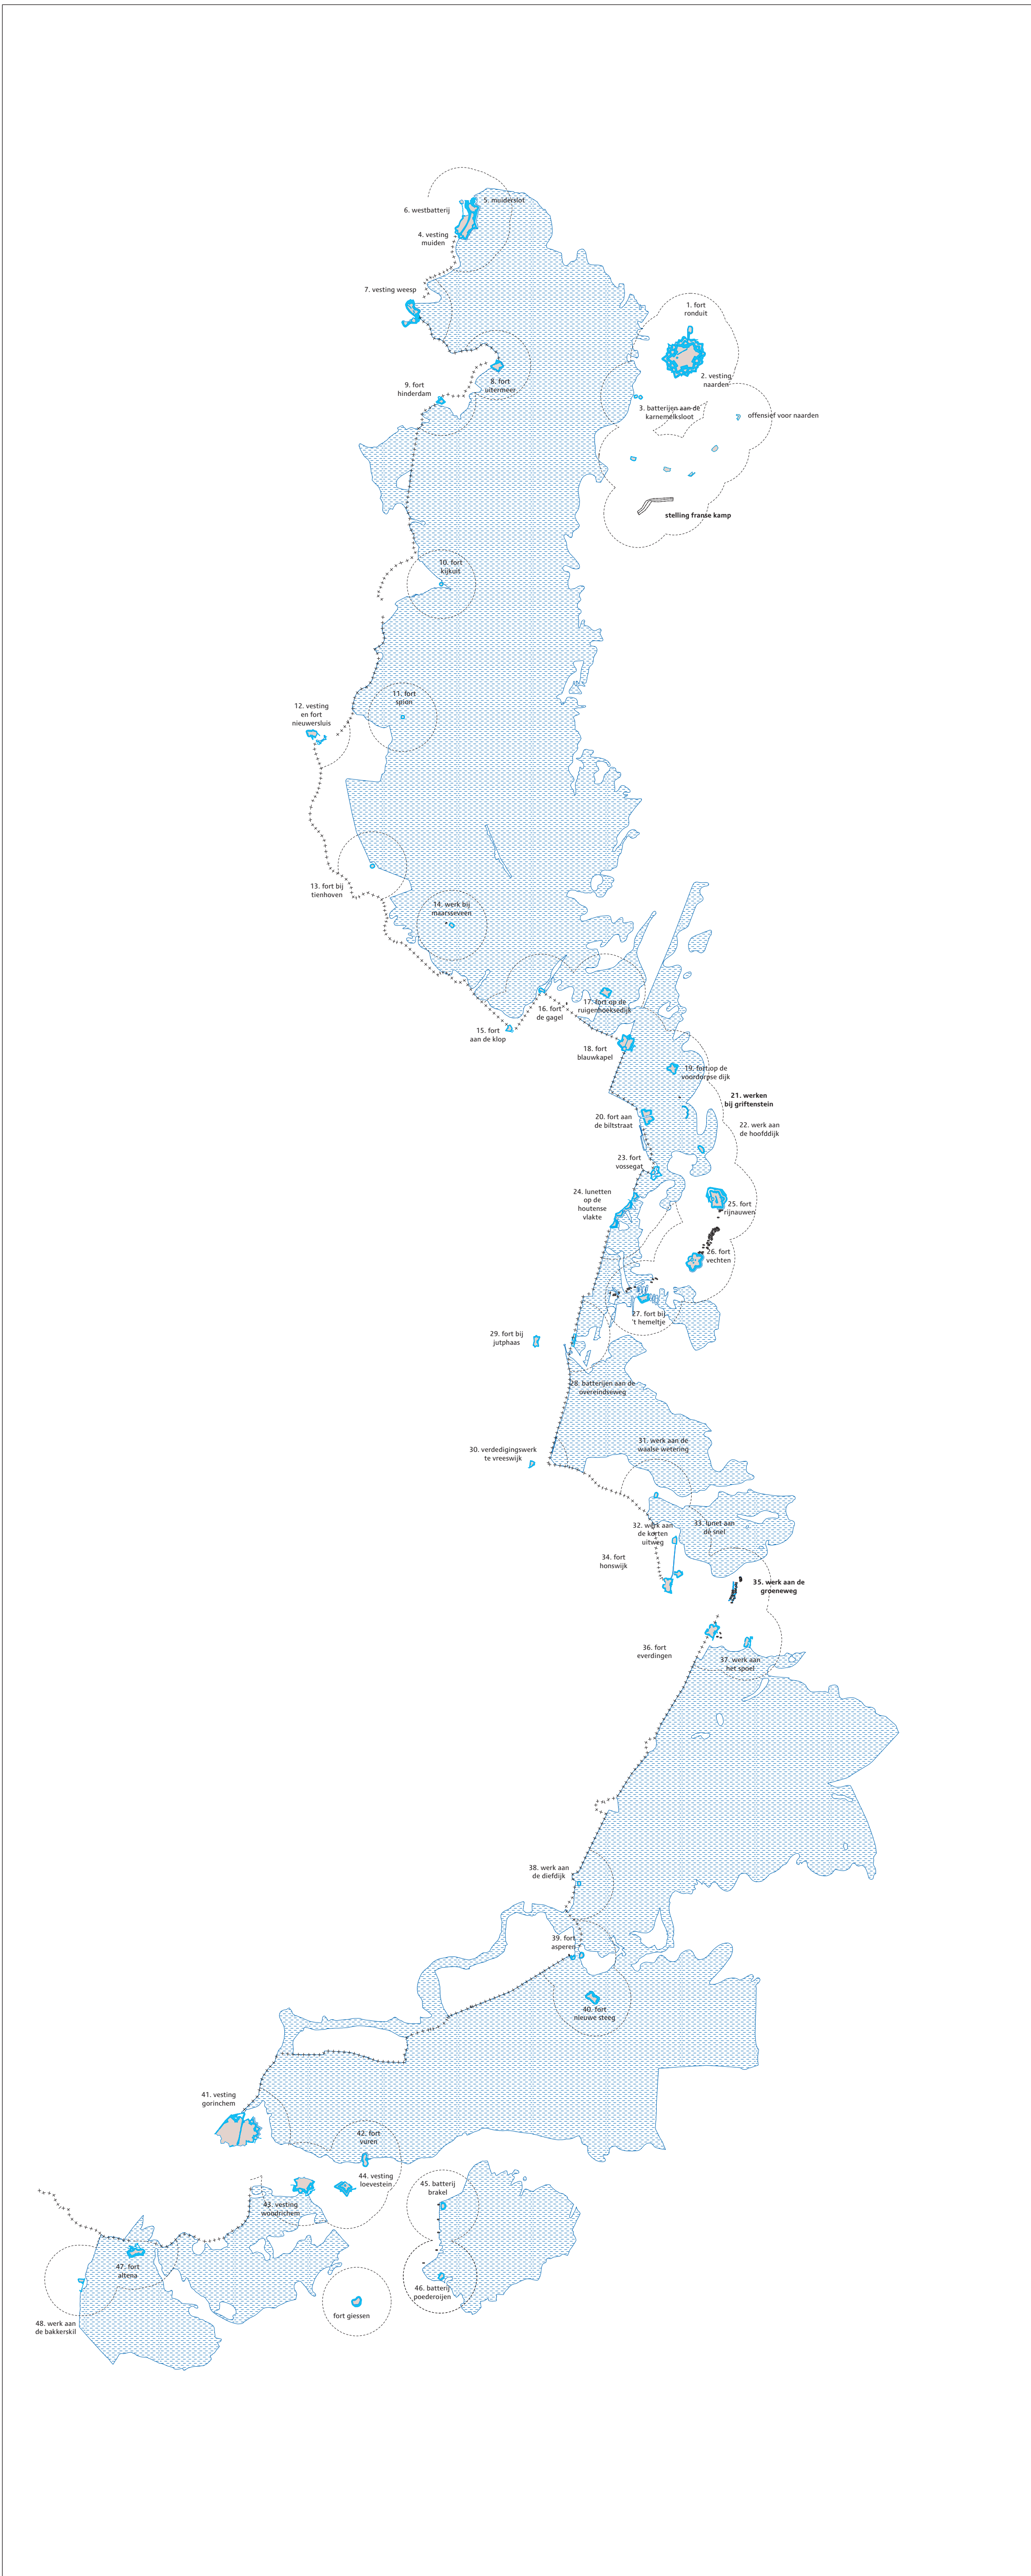 5. muiderslot
6. westbatterij
4. vesting
muiden
7. vesting weesp
1. fort
ronduit
2. vesting
naarden
8. fort
uitermeer
9. fort
hinderdam
3. batterijen aan de
karnemelksloot
offensief voor naarden
stelling franse kamp
10. fort
kijkuit
11. fort
spion
12. vesting
en fort
nieuwersluis
13. fort bij
tienhoven
14. werk bij
maarsseveen
15. fort
aan de klop
16. fort
de gagel
17. fort op de
ruigenhoeksedijk
18. fort
blauwkapel
19. fort op de
voordorpse dijk
20. fort aan
de biltstraat
21. werken
bij griftenstein
22. werk aan
de hoofddijk
23. fort
vossegat
24. lunetten
op de
houtense
vlakte
25. fort
rijnauwen
26. fort
vechten
27. fort bij
't hemeltje
29. fort bij
jutphaas
28. batterijen aan de
overeindseweg
30. verdedigingswerk
te vreeswijk
31. werk aan de
waalse wetering
32. werk aan
de korten
uitweg
33. lunet aan
de snel
34. fort
honswijk
35. werk aan de
groeneweg
36. fort
everdingen
37. werk aan
het spoel
38. werk aan
de diefdijk
39. fort
asperen
40. fort
nieuwe steeg
41. vesting
gorinchem
42. fort
vuren
44. vesting
loevestein
43. vesting
woudrichem
45. batterij
brakel
46. batterij
poederoijen
47. fort
altena
48. werk aan
de bakkerskil
fort giessen